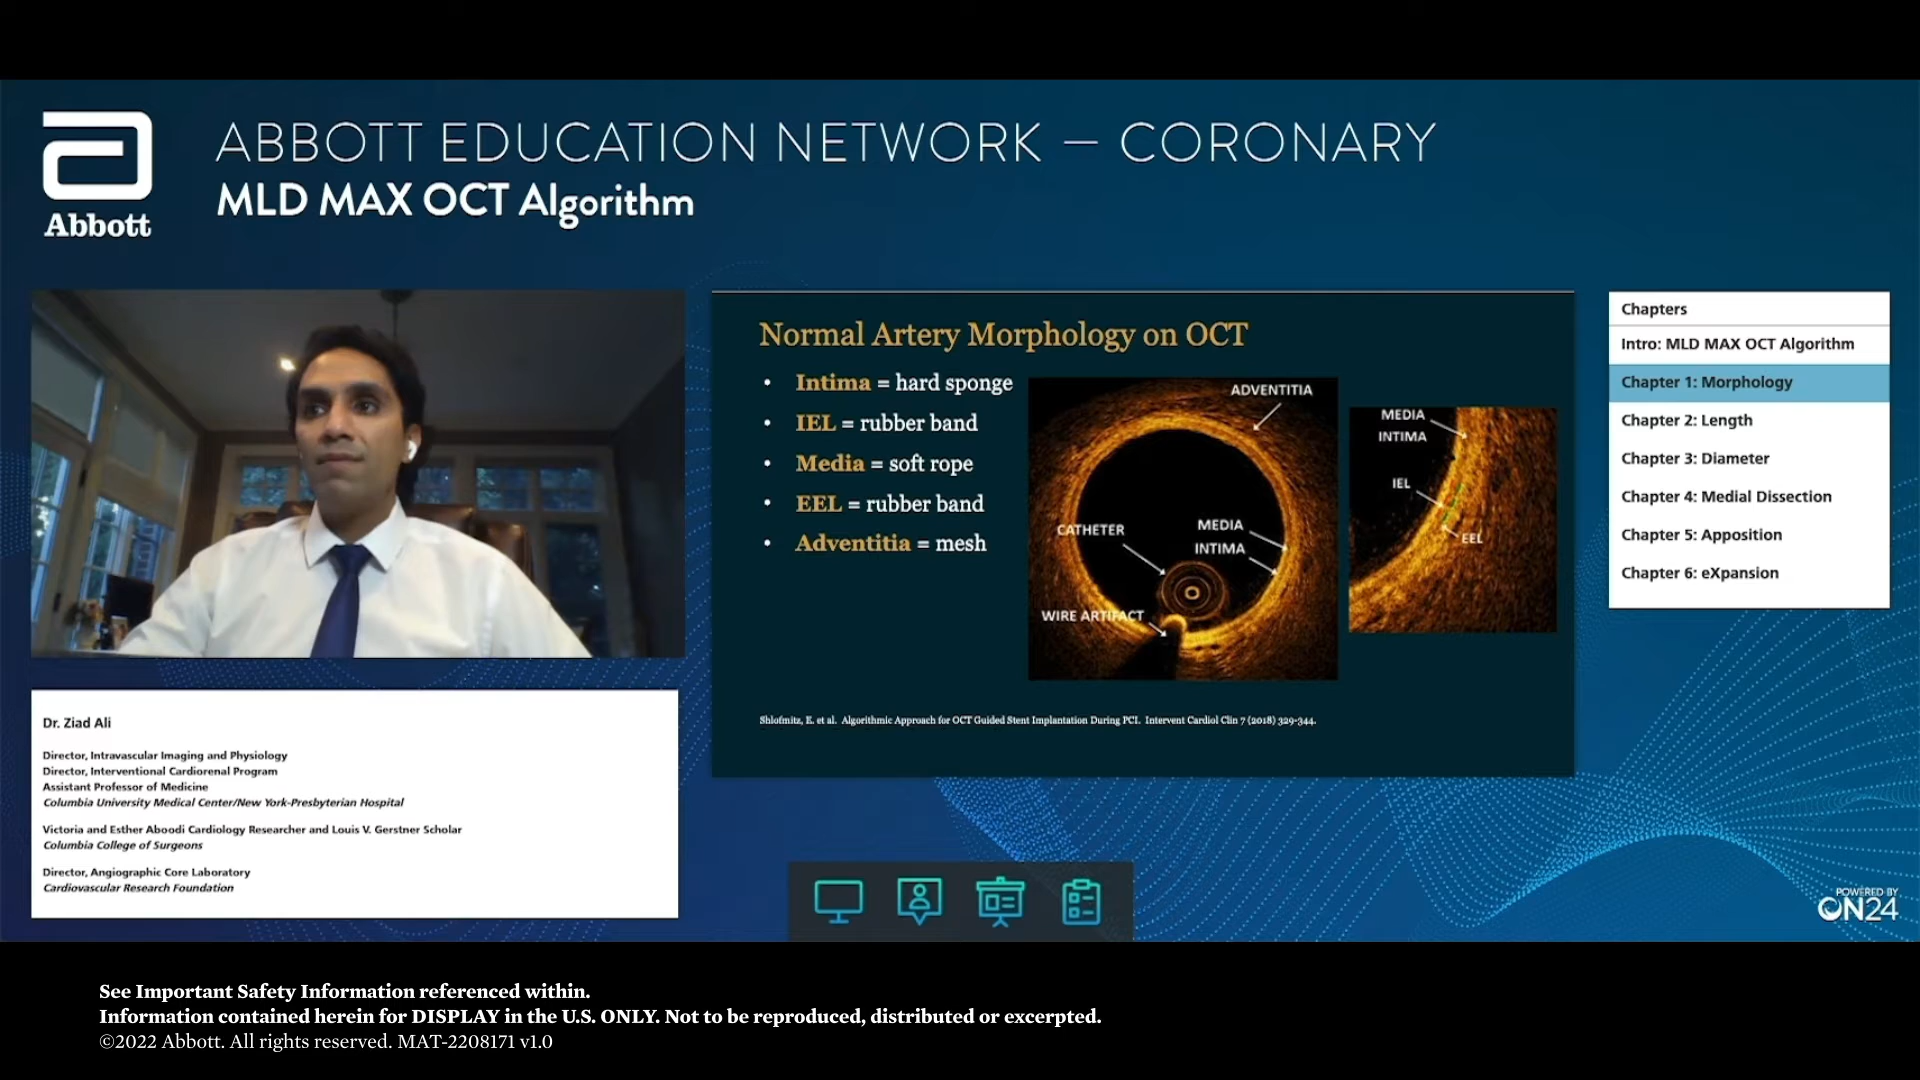 Abbott
ABBOTT EDUCATION NETWORK — CORONARY
MLD MAX OCT Algorithm
Normal Artery Morphology on OCT
• Intima = hard sponge
• IEL = rubber band
• Media = soft rope
• EEL = rubber band
• Adventitia = mesh
ADVENTITIA
CATHETER
MEDIA
INTIMA
WIRE ARTIFACT
MEDIA
INTIMA
IEL
EEL
Shlofmitz, E. et al. Algorithmic Approach for OCT Guided Stent Implantation During PCI. Intervent Cardiol Clin 7 (2018) 329-344.
Chapters
Intro: MLD MAX OCT Algorithm
Chapter 1: Morphology
Chapter 2: Length
Chapter 3: Diameter
Chapter 4: Medial Dissection
Chapter 5: Apposition
Chapter 6: eXpansion
Dr. Ziad Ali
Director, Intravascular Imaging and Physiology
Director, Interventional Cardiorenal Program
Assistant Professor of Medicine
Columbia University Medical Center/New York-Presbyterian Hospital
Victoria and Esther Aboodi Cardiology Researcher and Louis V. Gerstner Scholar
Columbia College of Surgeons
Director, Angiographic Core Laboratory
Cardiovascular Research Foundation
POWERED BY
ON24
See Important Safety Information referenced within.
Information contained herein for DISPLAY in the U.S. ONLY. Not to be reproduced, distributed or excerpted.
©2022 Abbott. All rights reserved. MAT-2208171 v1.0